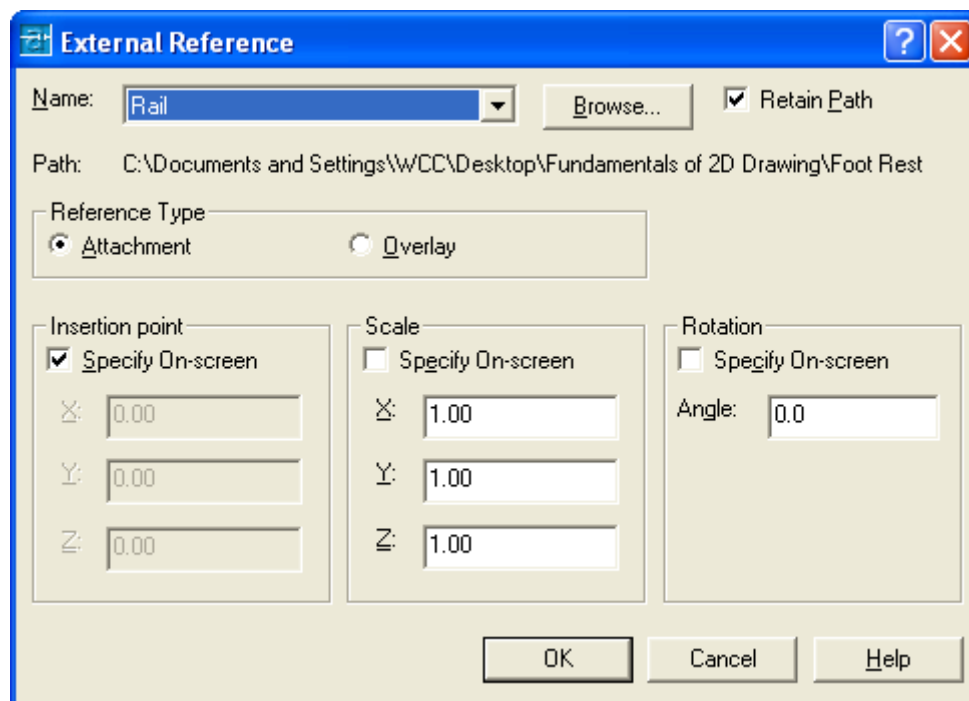 External Reference
Name: Rail Browse... Retain Path
Path: C:\Documents and Settings\WCC\Desktop\Fundamentals of 2D Drawing\Foot Rest
Reference Type
Attachment Overlay
Insertion point Scale Rotation
Specify On-screen Specify On-screen Specify On-screen
X: 0.00 X: 1.00 Angle: 0.0
Y: 0.00 Y: 1.00
Z: 0.00 Z: 1.00
OK Cancel Help